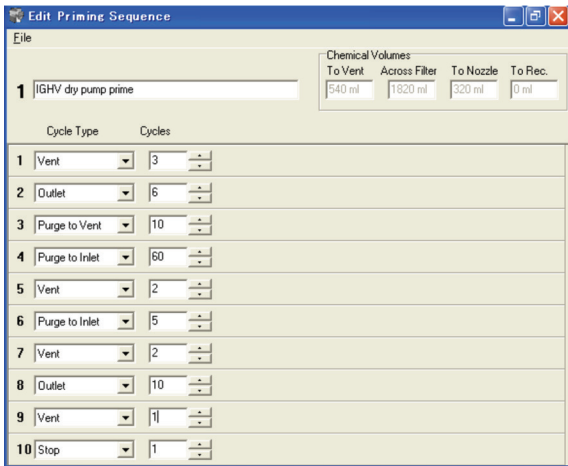 Edit Priming Sequence
File
Chemical Volumes
To Vent Across Filter To Nozzle To Rec.
1 IGHV dry pump prime 540 ml 1820 ml 320 ml 0 ml
Cycle Type Cycles
1 Vent 3
2 Outlet 6
3 Purge to Vent 10
4 Purge to Inlet 60
5 Vent 2
6 Purge to Inlet 5
7 Vent 2
8 Outlet 10
9 Vent 1
10 Stop 1